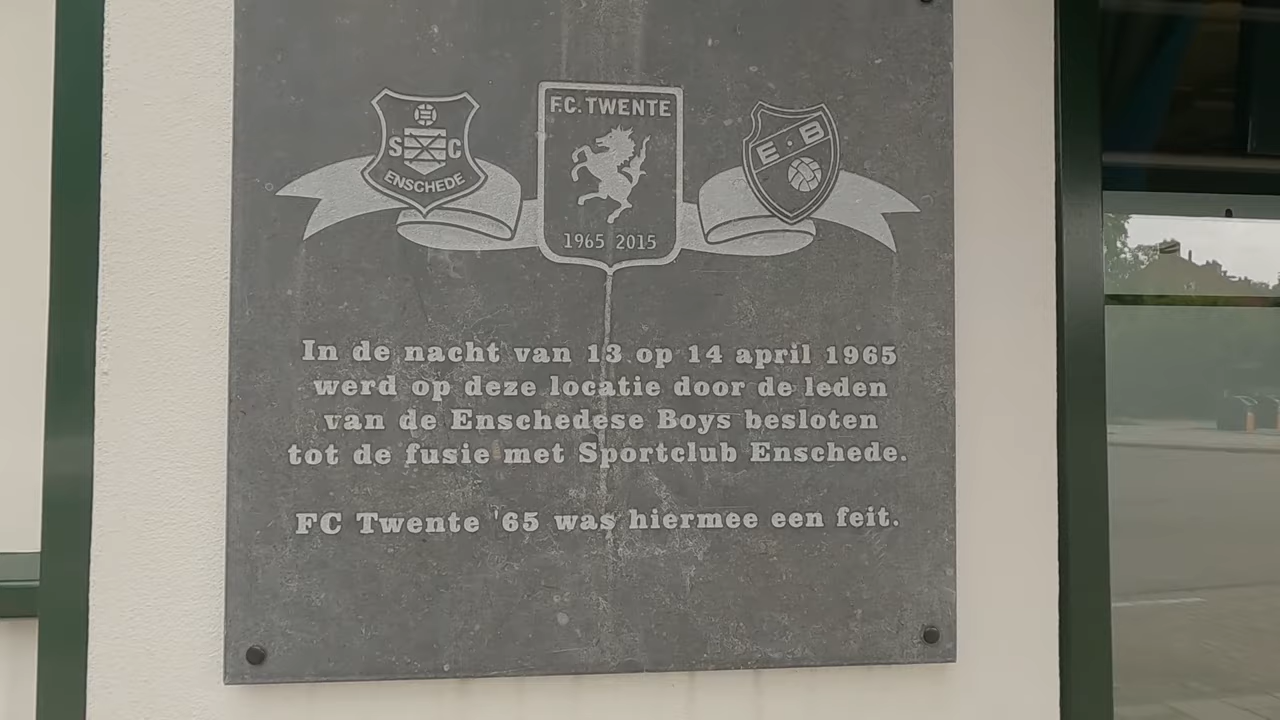 S C
ENSCHEDE
F.C. TWENTE
1965 2015
E · B
In de nacht van 13 op 14 april 1965
werd op deze locatie door de leden
van de Enschedese Boys besloten
tot de fusie met Sportclub Enschede.
FC Twente '65 was hiermee een feit.